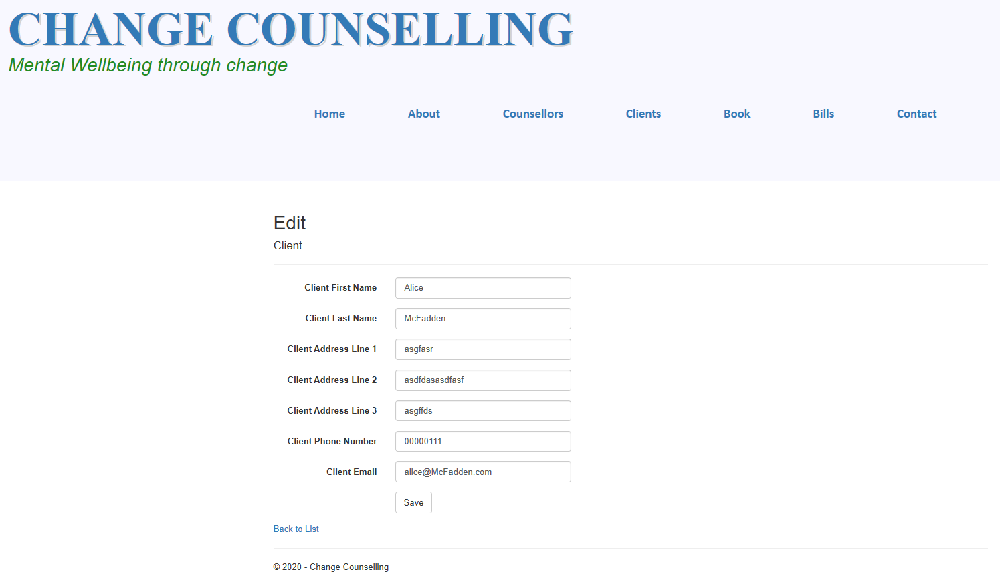 CHANGE COUNSELLING
Mental Wellbeing through change
Home About Counsellors Clients Book Bills Contact
Edit
Client
Client First Name Alice
Client Last Name McFadden
Client Address Line 1 asgfasr
Client Address Line 2 asdfdasasdfasf
Client Address Line 3 asgffds
Client Phone Number 00000111
Client Email alice@McFadden.com
Save
Back to List
© 2020 - Change Counselling